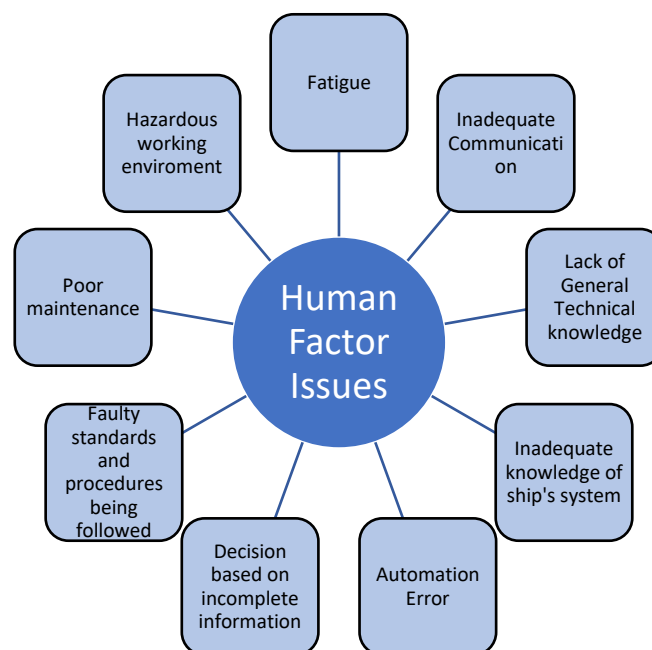 Fatigue
Inadequate
Communicati
on
Lack of
General
Technical
knowledge
Inadequate
knowledge of
ship's system
Automation
Error
Decision
based on
incomplete
information
Faulty
standards
and
procedures
being
followed
Poor
maintenance
Hazardous
working
enviroment
Human
Factor
Issues